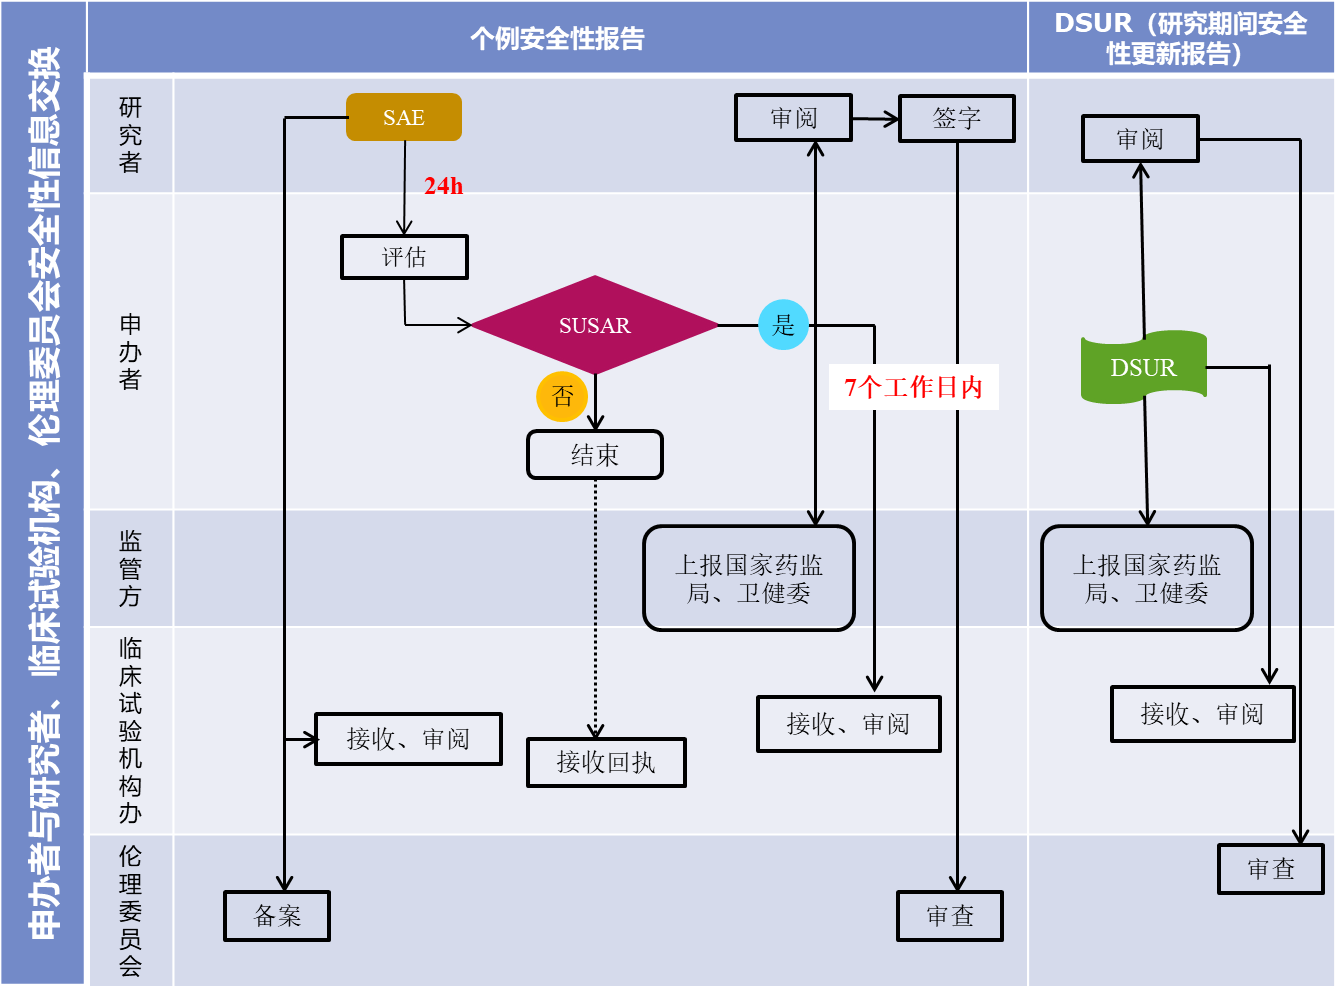 申办者与研究者、临床试验机构、伦理委员会安全性信息交换
个例安全性报告
DSUR（研究期间安全
性更新报告）
研究者
SAE
24h
审阅
签字
审阅
申办者
评估
SUSAR
是
否
7个工作日内
结束
DSUR
监管方
上报国家药监
局、卫健委
上报国家药监
局、卫健委
临床试验机构办
接收、审阅
接收回执
接收、审阅
接收、审阅
伦理委员会
备案
审查
审查